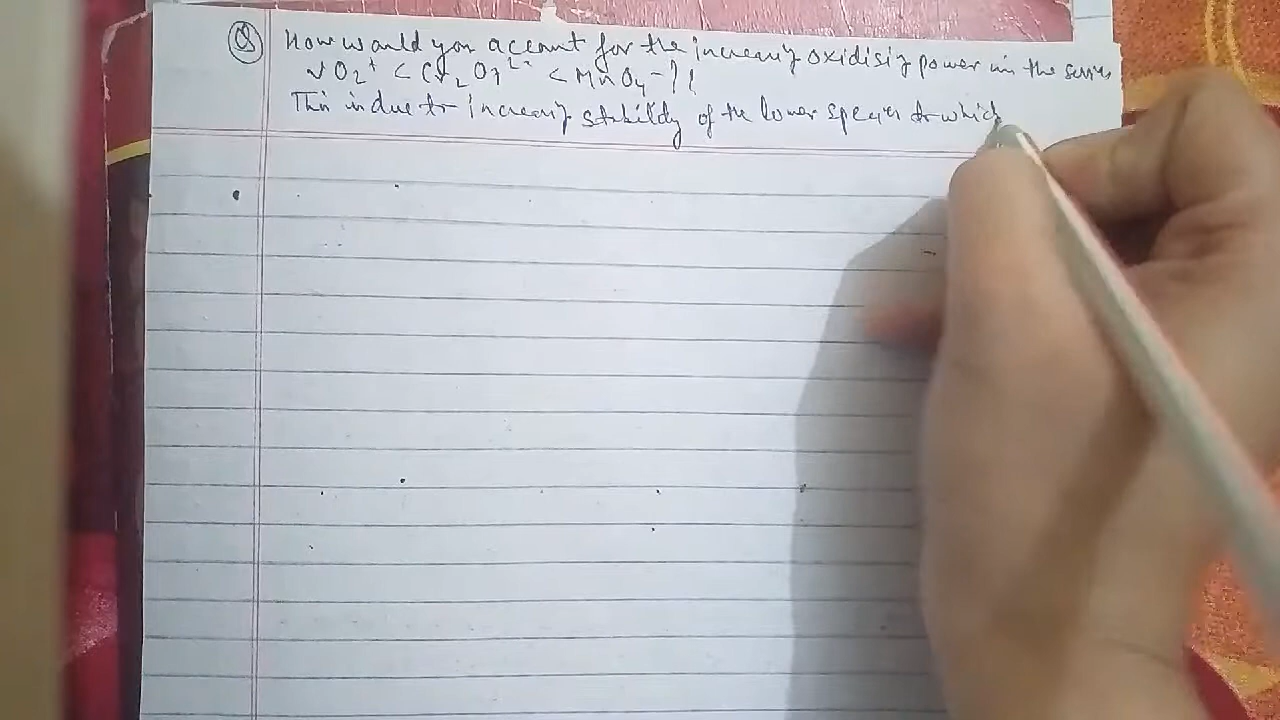 Q How would you account for the increasing oxidising power in the series
VO2+ < Cr2O7 2- < MnO4 - ??
This is due to increasing stability of the lower species to which